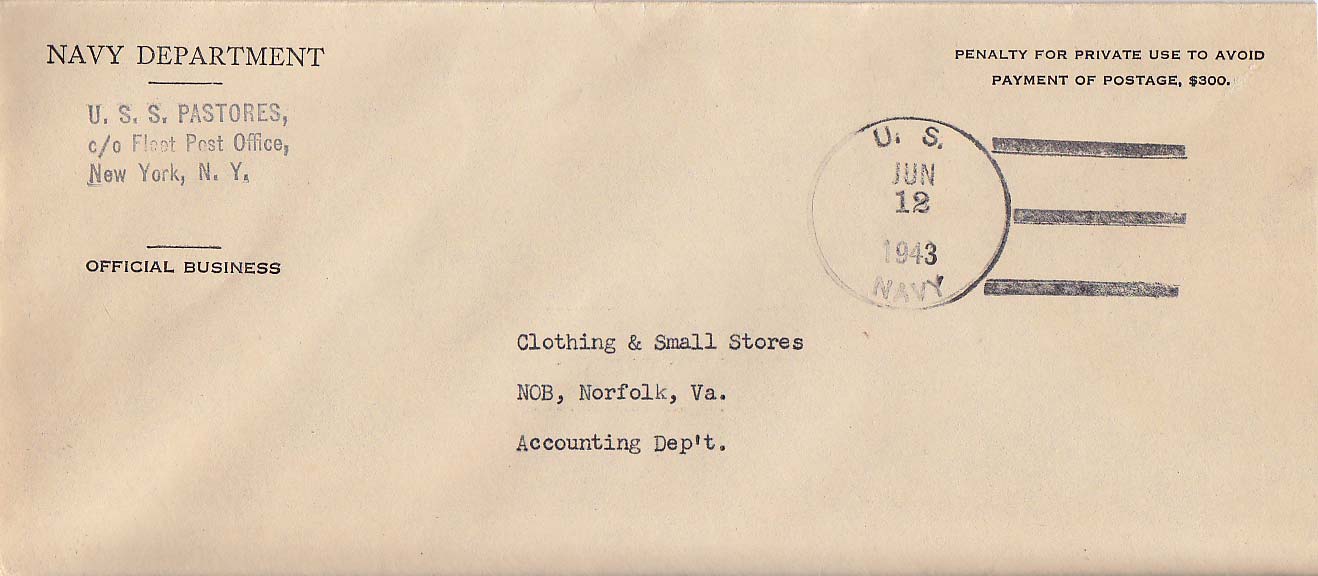 NAVY DEPARTMENT
U. S. S. PASTORES,
c/o Fleet Post Office,
New York, N. Y.
OFFICIAL BUSINESS
PENALTY FOR PRIVATE USE TO AVOID
PAYMENT OF POSTAGE, $300.
U. S.
JUN
12
1943
NAVY
Clothing & Small Stores
NOB, Norfolk, Va.
Accounting Dep't.